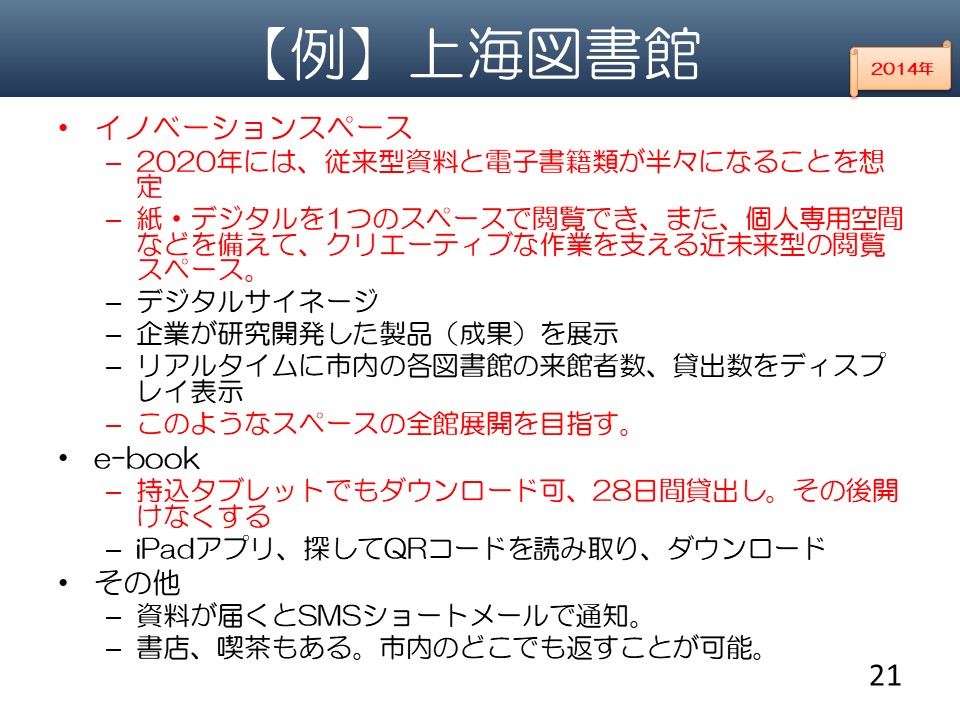 【例】上海図書館
2014年
• イノベーションスペース
– 2020年には、従来型資料と電子書籍類が半々になることを想
定
– 紙・デジタルを1つのスペースで閲覧でき、また、個人専用空間
などを備えて、クリエーティブな作業を支える近未来型の閲覧
スペース。
– デジタルサイネージ
– 企業が研究開発した製品（成果）を展示
– リアルタイムに市内の各図書館の来館者数、貸出数をディスプ
レイ表示
– このようなスペースの全館展開を目指す。
• e-book
– 持込タブレットでもダウンロード可、28日間貸出し。その後開
けなくする
– iPadアプリ、探してQRコードを読み取り、ダウンロード
• その他
– 資料が届くとSMSショートメールで通知。
– 書店、喫茶もある。市内のどこでも返すことが可能。
21